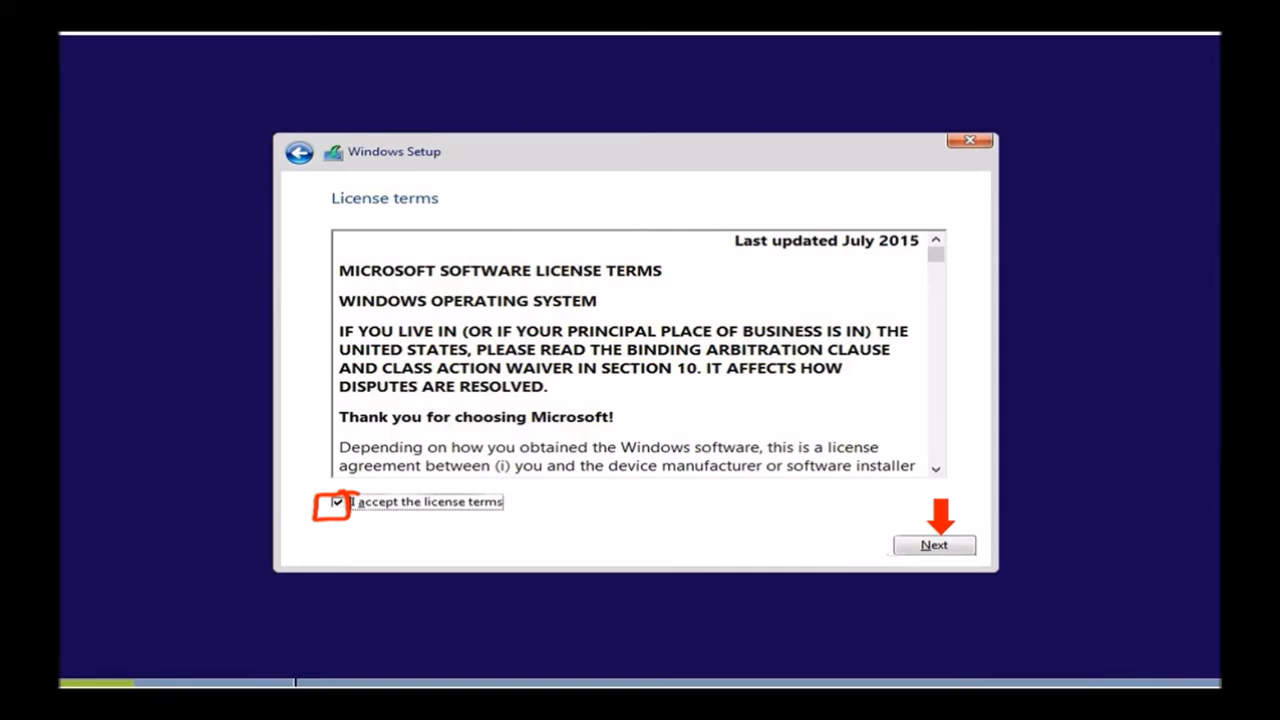 Windows Setup
License terms
Last updated July 2015
MICROSOFT SOFTWARE LICENSE TERMS
WINDOWS OPERATING SYSTEM
IF YOU LIVE IN (OR IF YOUR PRINCIPAL PLACE OF BUSINESS IS IN) THE
UNITED STATES, PLEASE READ THE BINDING ARBITRATION CLAUSE
AND CLASS ACTION WAIVER IN SECTION 10. IT AFFECTS HOW
DISPUTES ARE RESOLVED.
Thank you for choosing Microsoft!
Depending on how you obtained the Windows software, this is a license
agreement between (i) you and the device manufacturer or software installer
I accept the license terms
Next